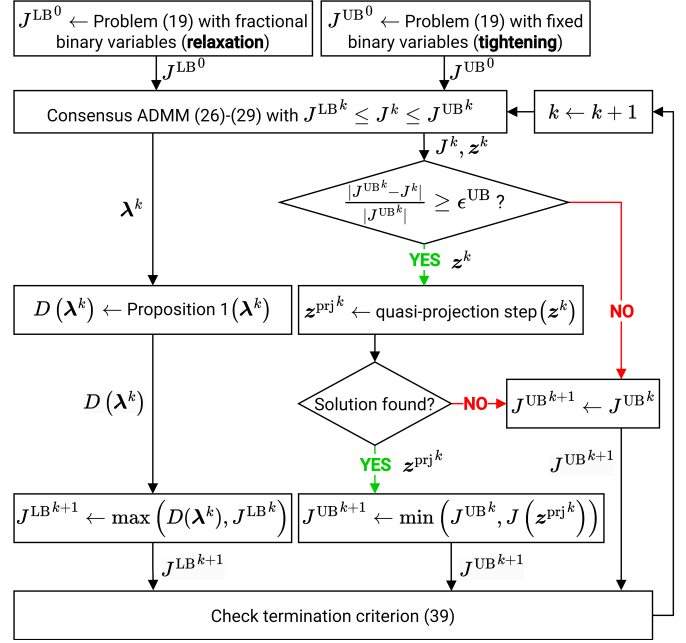 J^{LB^0} ← Problem (19) with fractional
binary variables (relaxation)
J^{UB^0} ← Problem (19) with fixed
binary variables (tightening)
J^{LB^0}
J^{UB^0}
Consensus ADMM (26)-(29) with J^{LB^k} ≤ J^k ≤ J^{UB^k}
k ← k + 1
J^k, z^k
|J^{UB^k} − J^k| / |J^{UB^k}| ≥ ϵ^{UB} ?
λ^k
YES z^k
D(λ^k) ← Proposition 1(λ^k)
z^{prj^k} ← quasi-projection step(z^k)
NO
Solution found?
NO
J^{UB^{k+1}} ← J^{UB^k}
D(λ^k)
YES z^{prj^k}
J^{UB^{k+1}}
J^{LB^{k+1}} ← max(D(λ^k), J^{LB^k})
J^{UB^{k+1}} ← min(J^{UB^k}, J(z^{prj^k}))
J^{LB^{k+1}}
J^{UB^{k+1}}
Check termination criterion (39)